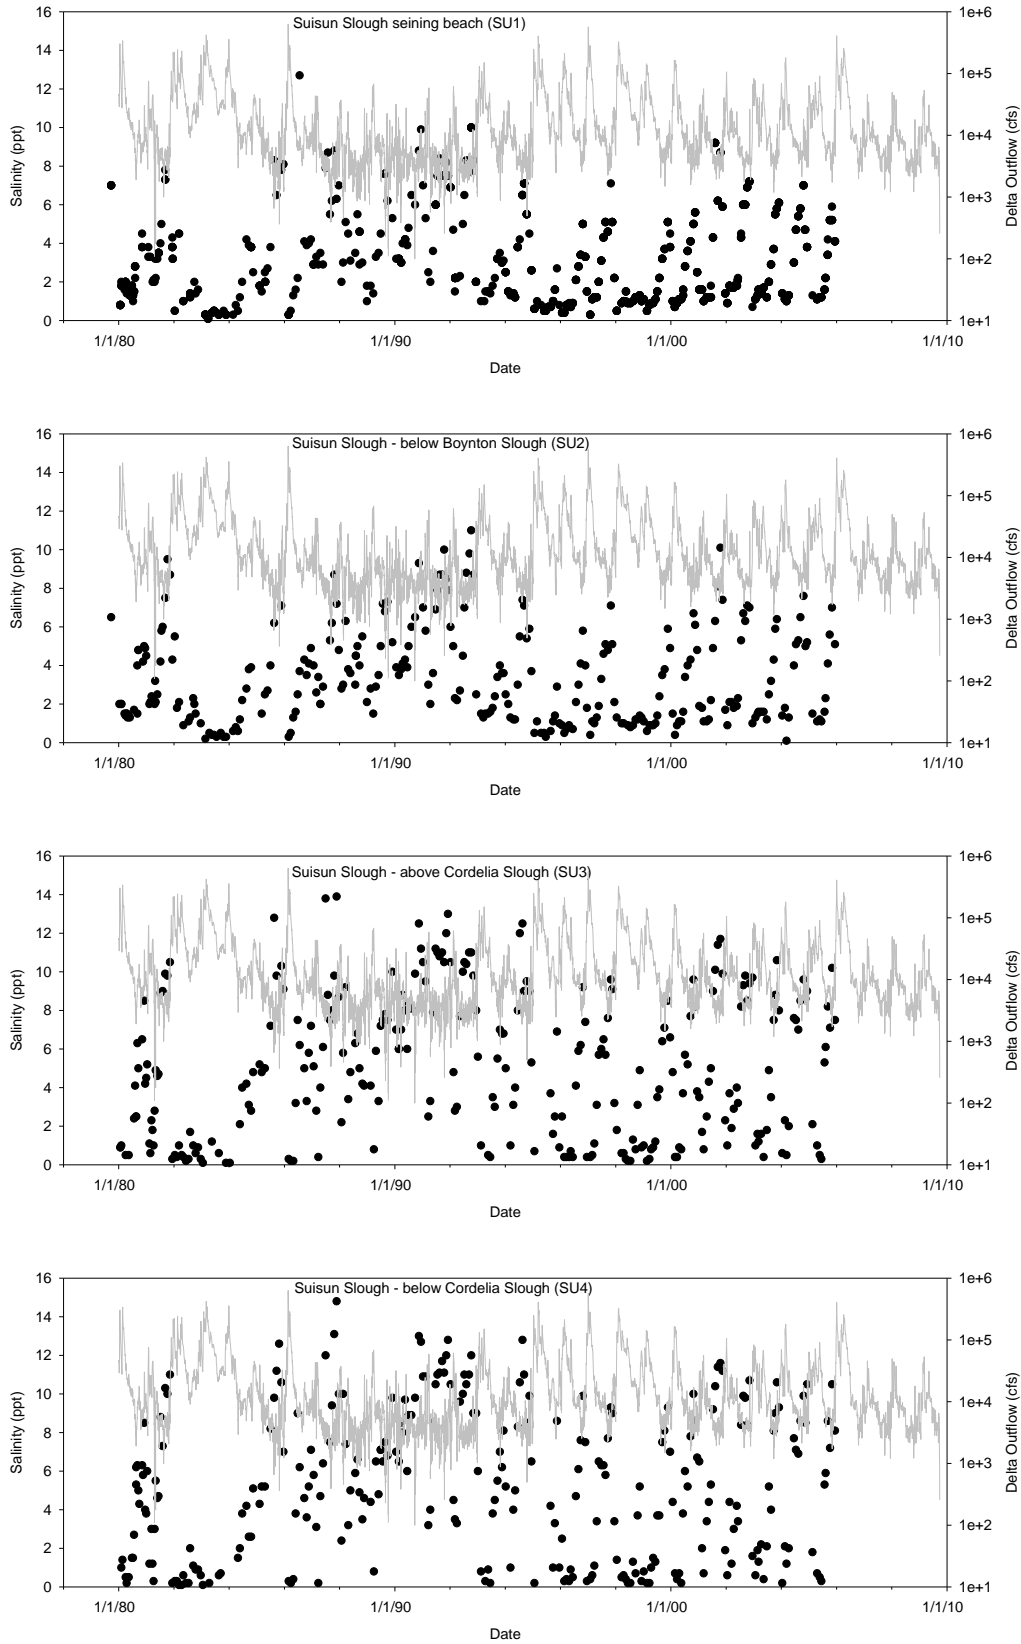 Suisun Slough seining beach (SU1)
16
14
12
10
8
6
4
2
0
Salinity (ppt)
1e+6
1e+5
1e+4
1e+3
1e+2
1e+1
Delta Outflow (cfs)
1/1/80
1/1/90
1/1/00
1/1/10
Date
Suisun Slough - below Boynton Slough (SU2)
16
14
12
10
8
6
4
2
0
Salinity (ppt)
1e+6
1e+5
1e+4
1e+3
1e+2
1e+1
Delta Outflow (cfs)
1/1/80
1/1/90
1/1/00
1/1/10
Date
Suisun Slough - above Cordelia Slough (SU3)
16
14
12
10
8
6
4
2
0
Salinity (ppt)
1e+6
1e+5
1e+4
1e+3
1e+2
1e+1
Delta Outflow (cfs)
1/1/80
1/1/90
1/1/00
1/1/10
Date
Suisun Slough - below Cordelia Slough (SU4)
16
14
12
10
8
6
4
2
0
Salinity (ppt)
1e+6
1e+5
1e+4
1e+3
1e+2
1e+1
Delta Outflow (cfs)
1/1/80
1/1/90
1/1/00
1/1/10
Date